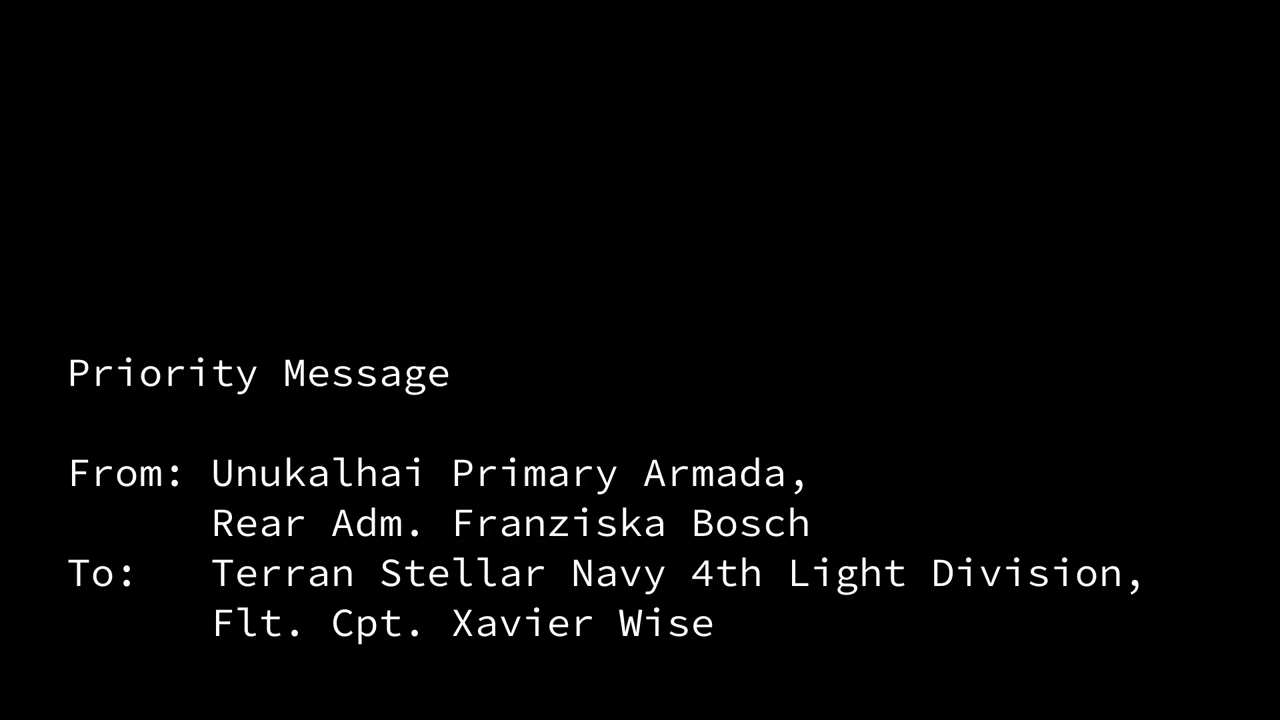 Priority Message
From: Unukalhai Primary Armada,
Rear Adm. Franziska Bosch
To: Terran Stellar Navy 4th Light Division,
Flt. Cpt. Xavier Wise